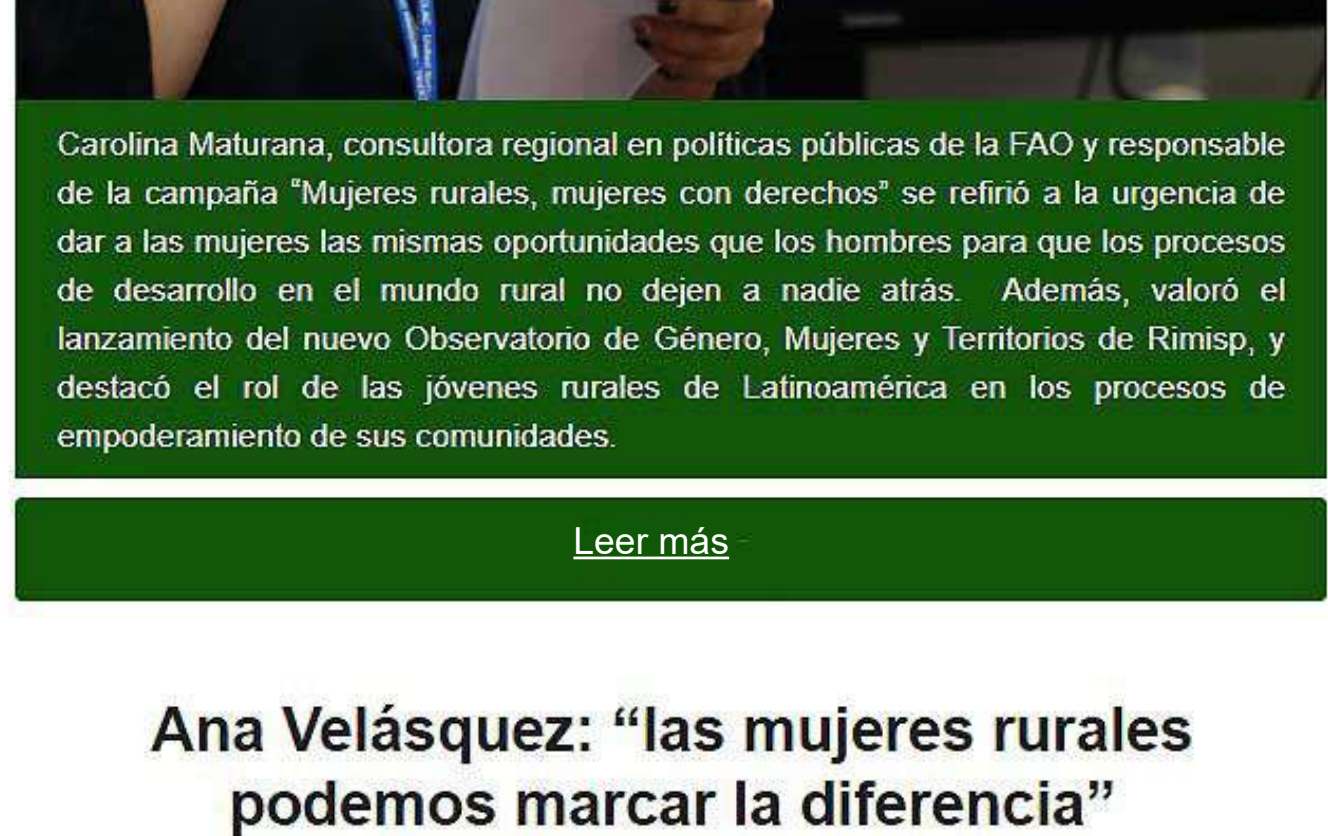 Carolina Maturana, consultora regional en políticas públicas de la FAO y responsable
de la campaña “Mujeres rurales, mujeres con derechos” se refirió a la urgencia de
dar a las mujeres las mismas oportunidades que los hombres para que los procesos
de desarrollo en el mundo rural no dejen a nadie atrás. Además, valoró el
lanzamiento del nuevo Observatorio de Género, Mujeres y Territorios de Rimisp, y
destacó el rol de las jóvenes rurales de Latinoamérica en los procesos de
empoderamiento de sus comunidades.
Leer más
Ana Velásquez: “las mujeres rurales
podemos marcar la diferencia”